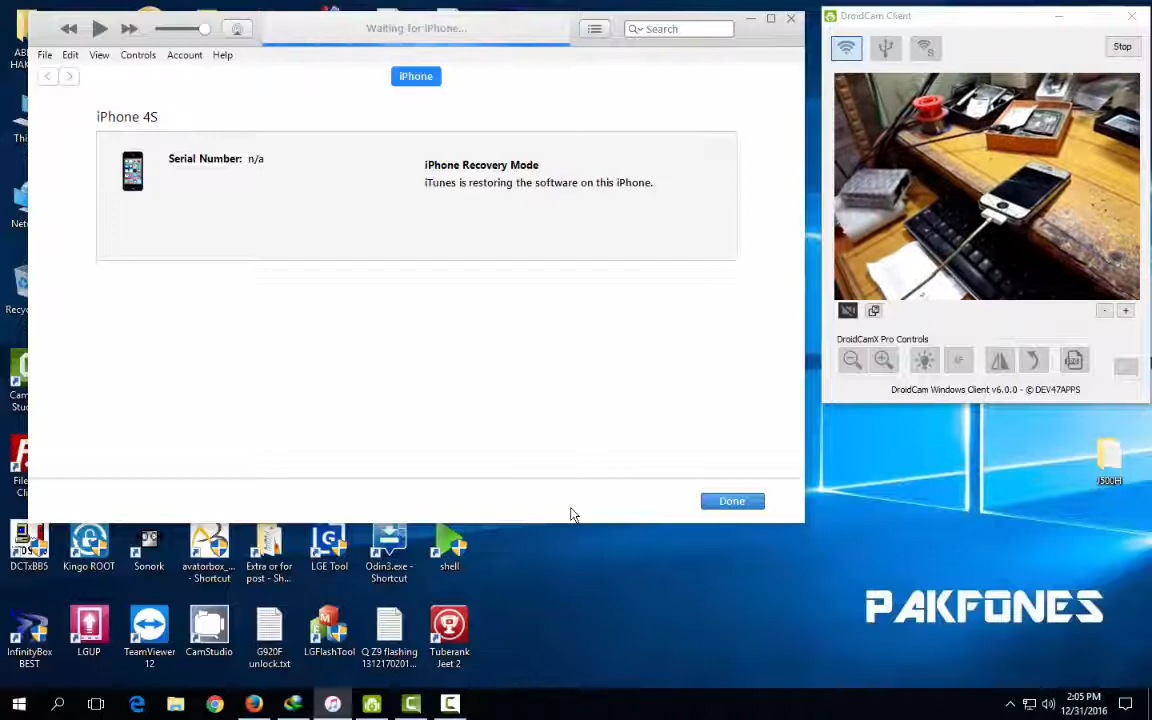 Waiting for iPhone...
Search
File Edit View Controls Account Help
iPhone
iPhone 4S
Serial Number: n/a
iPhone Recovery Mode
iTunes is restoring the software on this iPhone.
Done
DroidCam Client
Stop
DroidCamX Pro Controls
DroidCam Windows Client v6.0.0 - © DEV47APPS
J500H
Kingo ROOT
Sonork
avatorbox_...
- Shortcut
Extra or for
post - Sh...
LGE Tool
Odin3.exe -
Shortcut
shell
InfinityBox
BEST
LGUP
TeamViewer
12
CamStudio
G920F
unlock.txt
LGFlashTool
Q Z9 flashing
1312170201...
Tuberank
Jeet 2
PAKFONES
2:05 PM
12/31/2016